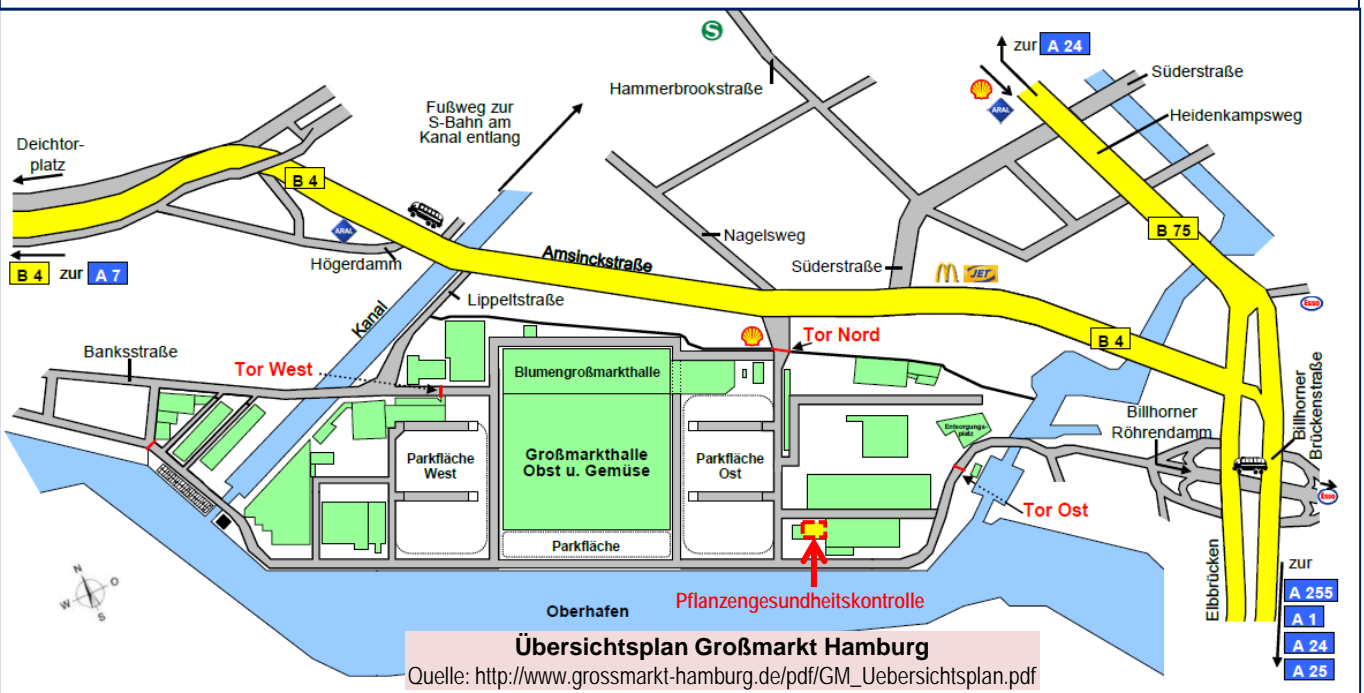 zur A 24
Süderstraße
Hammerbrookstraße
S
Fußweg zur
S-Bahn am
Kanal entlang
ARAL
Heidenkampsweg
Deichtor-
platz
B 4
ARAL
Nagelsweg
B 75
Högerdamm
Amsinckstraße
Süderstraße
JET
B 4 zur A 7
Lippeltstraße
Kanal
Esso
Banksstraße
Tor West
Tor Nord
B 4
Blumengroßmarkthalle
Billhorner
Röhrendamm
Billhorner
Brückenstraße
Entsorgungs-
platz
Parkfläche
West
Großmarkthalle
Obst u. Gemüse
Parkfläche
Ost
Esso
Tor Ost
Parkfläche
Elbbrücken
zur
A 255
A 1
A 24
A 25
N
O
W
S
Oberhafen
Pflanzengesundheitskontrolle
Übersichtsplan Großmarkt Hamburg
Quelle: http://www.grossmarkt-hamburg.de/pdf/GM_Uebersichtsplan.pdf